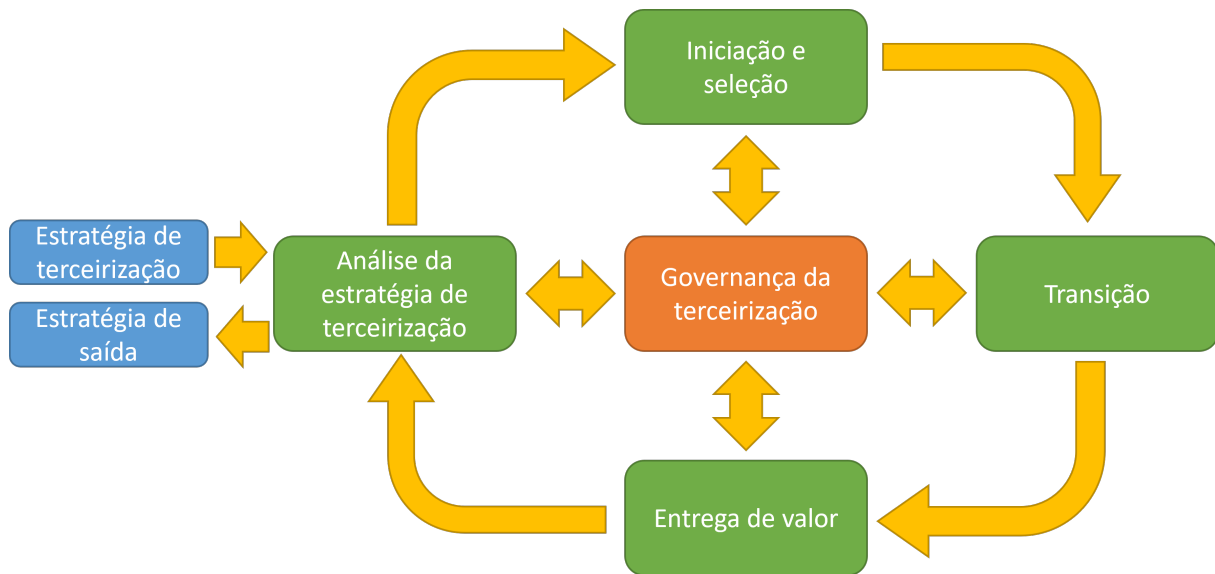 Iniciação e
seleção
Estratégia de
terceirização
Estratégia de
saída
Análise da
estratégia de
terceirização
Governança da
terceirização
Transição
Entrega de valor